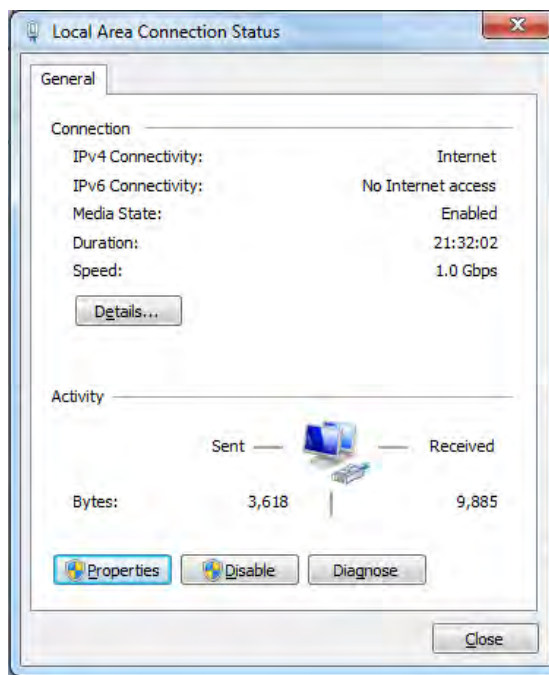 Local Area Connection Status
General
Connection
IPv4 Connectivity: Internet
IPv6 Connectivity: No Internet access
Media State: Enabled
Duration: 21:32:02
Speed: 1.0 Gbps
Details...
Activity
Sent Received
Bytes: 3,618 9,885
Properties Disable Diagnose
Close